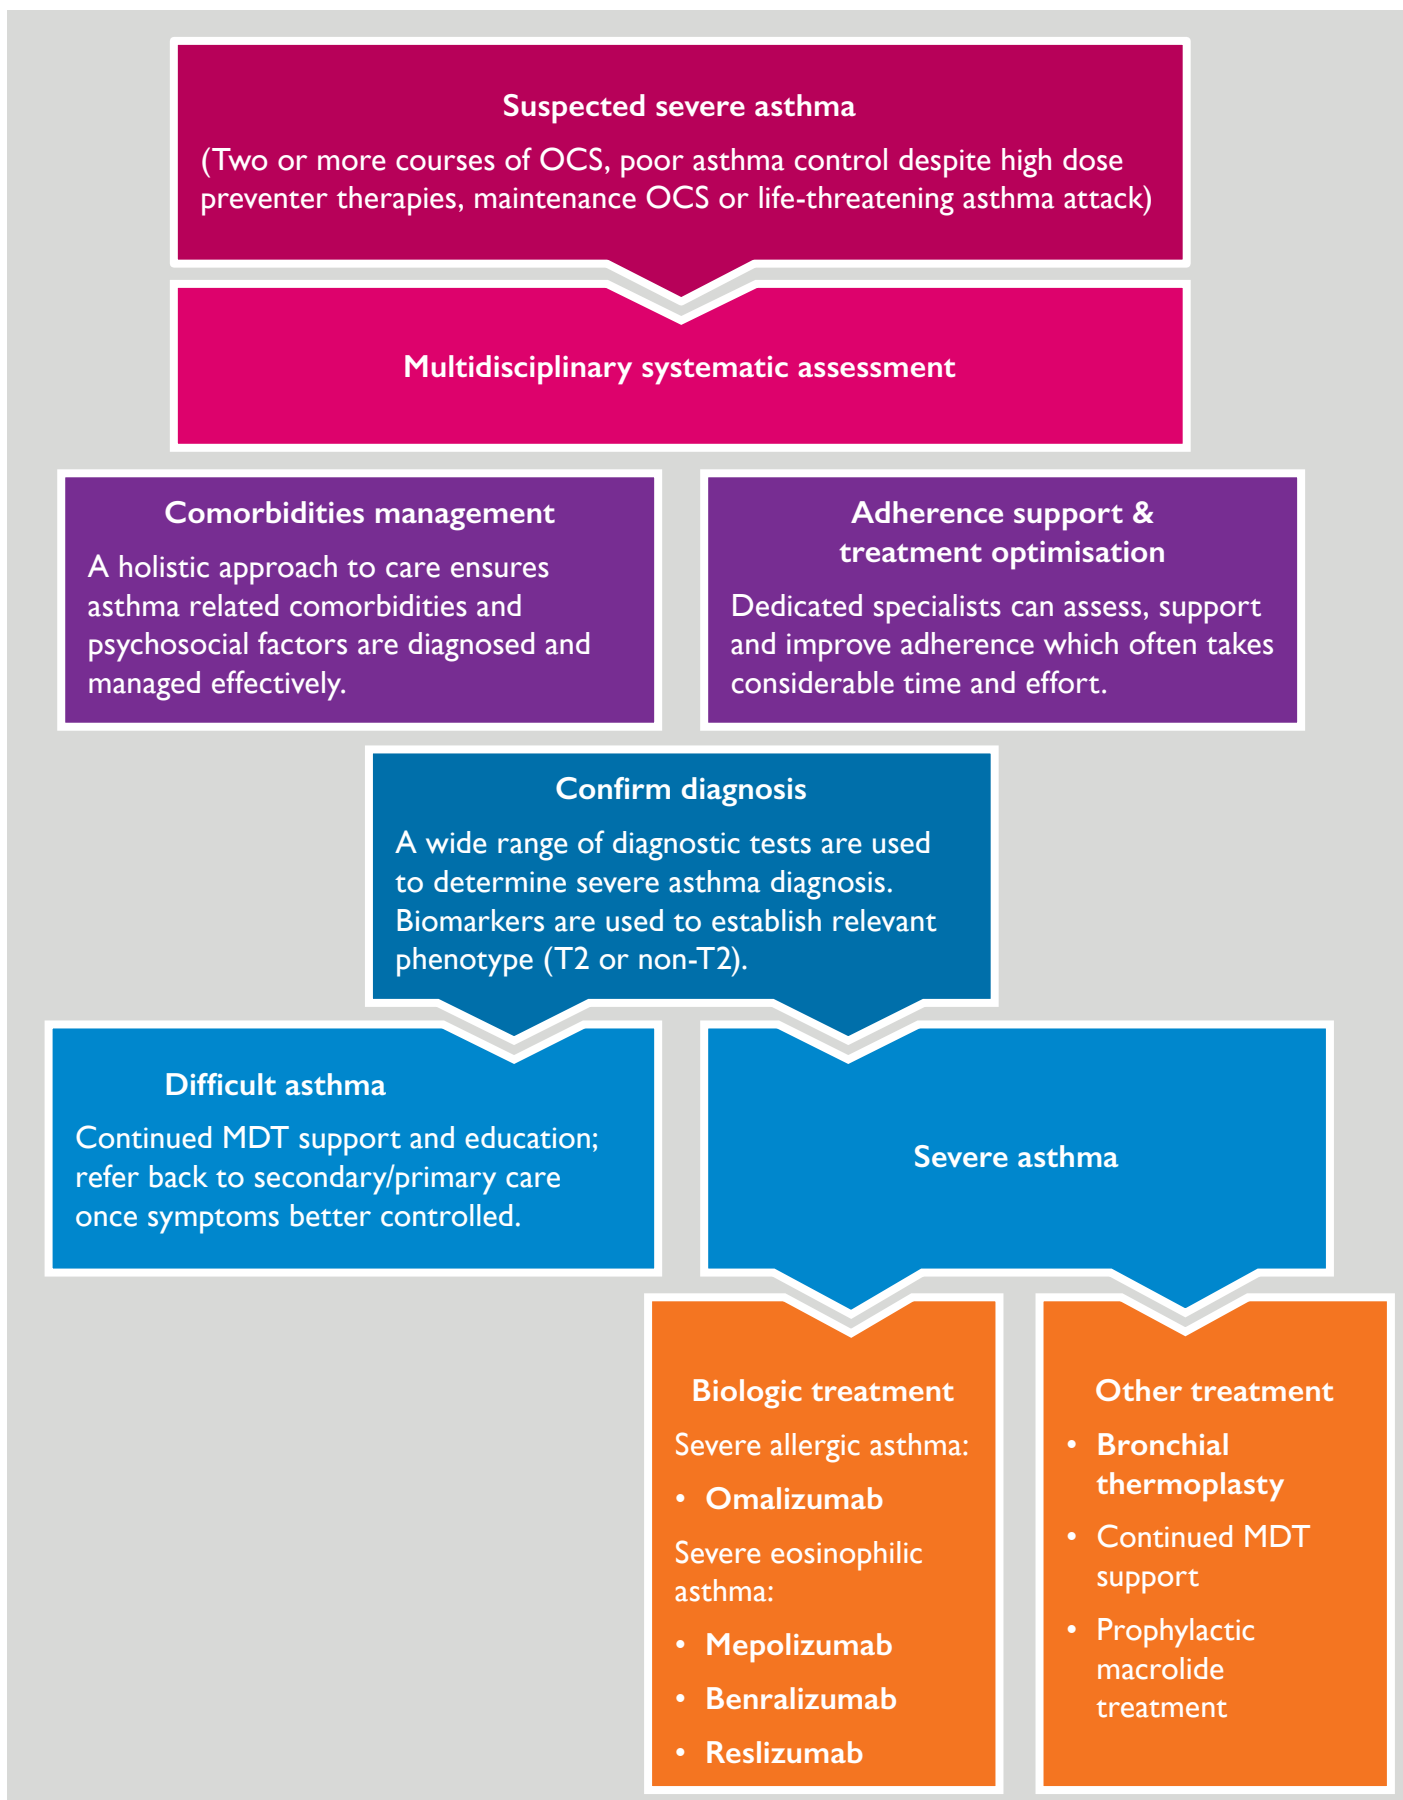 Suspected severe asthma
(Two or more courses of OCS, poor asthma control despite high dose
preventer therapies, maintenance OCS or life-threatening asthma attack)
Multidisciplinary systematic assessment
Comorbidities management
A holistic approach to care ensures
asthma related comorbidities and
psychosocial factors are diagnosed and
managed effectively.
Adherence support &
treatment optimisation
Dedicated specialists can assess, support
and improve adherence which often takes
considerable time and effort.
Confirm diagnosis
A wide range of diagnostic tests are used
to determine severe asthma diagnosis.
Biomarkers are used to establish relevant
phenotype (T2 or non-T2).
Difficult asthma
Continued MDT support and education;
refer back to secondary/primary care
once symptoms better controlled.
Severe asthma
Biologic treatment
Severe allergic asthma:
• Omalizumab
Severe eosinophilic
asthma:
• Mepolizumab
• Benralizumab
• Reslizumab
Other treatment
• Bronchial
thermoplasty
• Continued MDT
support
• Prophylactic
macrolide
treatment